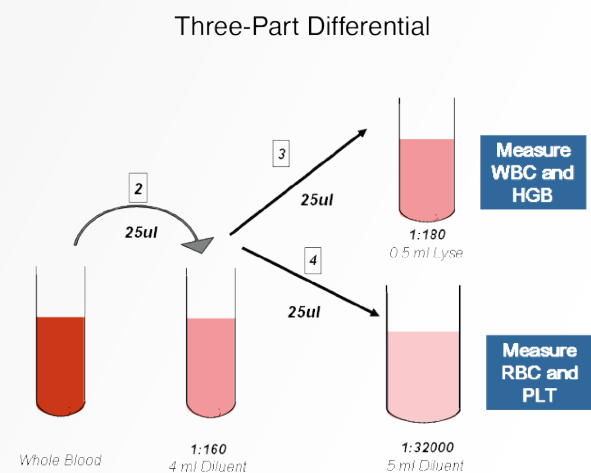 Three-Part Differential
3
Measure
WBC and
HGB
2
25ul
25ul
1:180
0.5 ml Lyse
4
25ul
Measure
RBC and
PLT
Whole Blood
1:160
4 ml Diluent
1:32000
5 ml Diluent